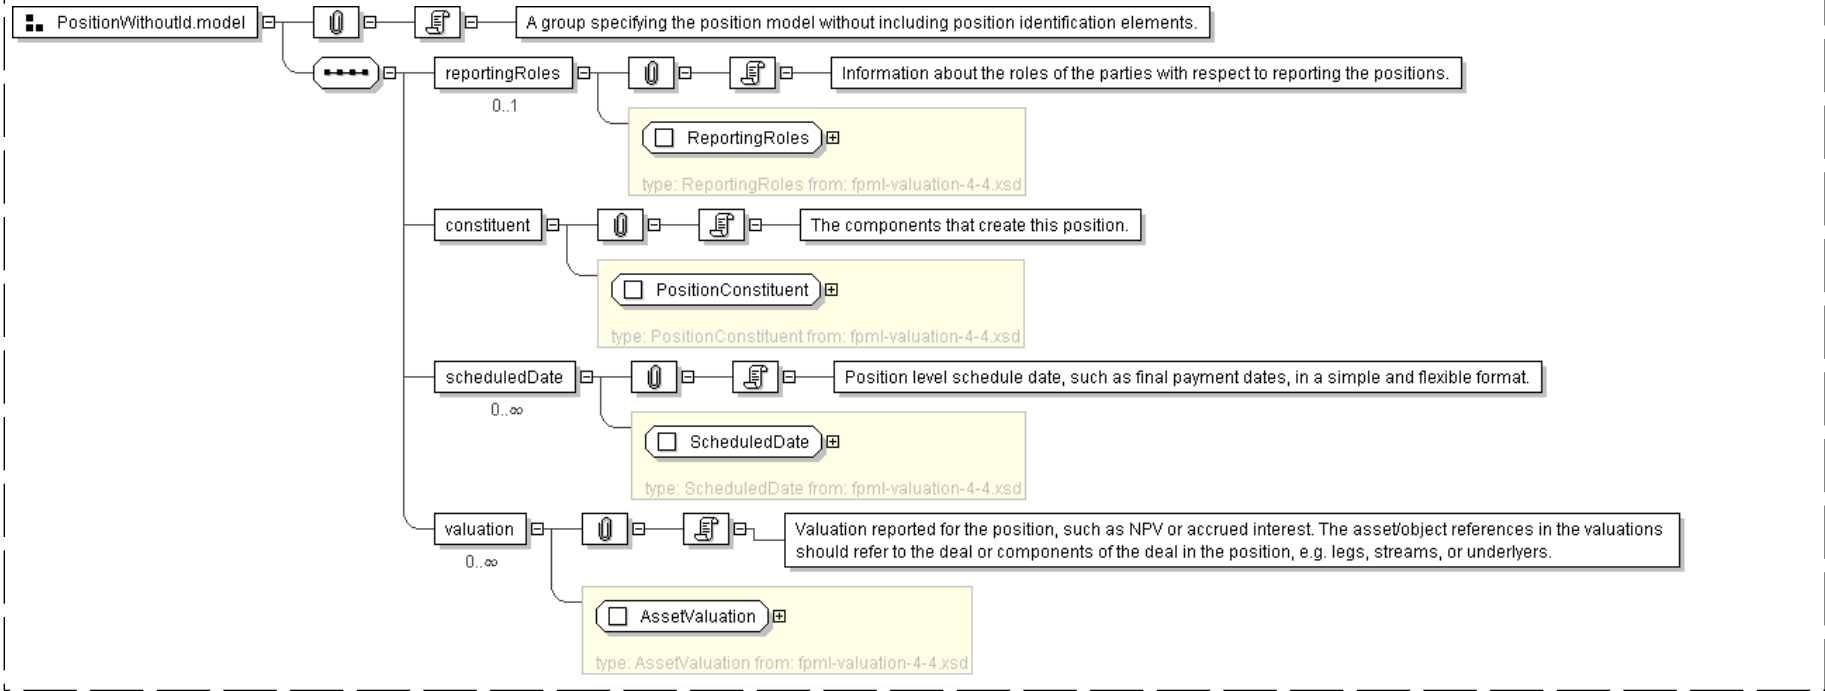 PositionWithoutId.model
A group specifying the position model without including position identification elements.
reportingRoles
Information about the roles of the parties with respect to reporting the positions.
0..1
ReportingRoles
type: ReportingRoles from: fpml-valuation-4-4.xsd
constituent
The components that create this position.
PositionConstituent
type: PositionConstituent from: fpml-valuation-4-4.xsd
scheduledDate
Position level schedule date, such as final payment dates, in a simple and flexible format.
0..∞
ScheduledDate
type: ScheduledDate from: fpml-valuation-4-4.xsd
valuation
Valuation reported for the position, such as NPV or accrued interest. The asset/object references in the valuations
should refer to the deal or components of the deal in the position, e.g. legs, streams, or underlyers.
0..∞
AssetValuation
type: AssetValuation from: fpml-valuation-4-4.xsd